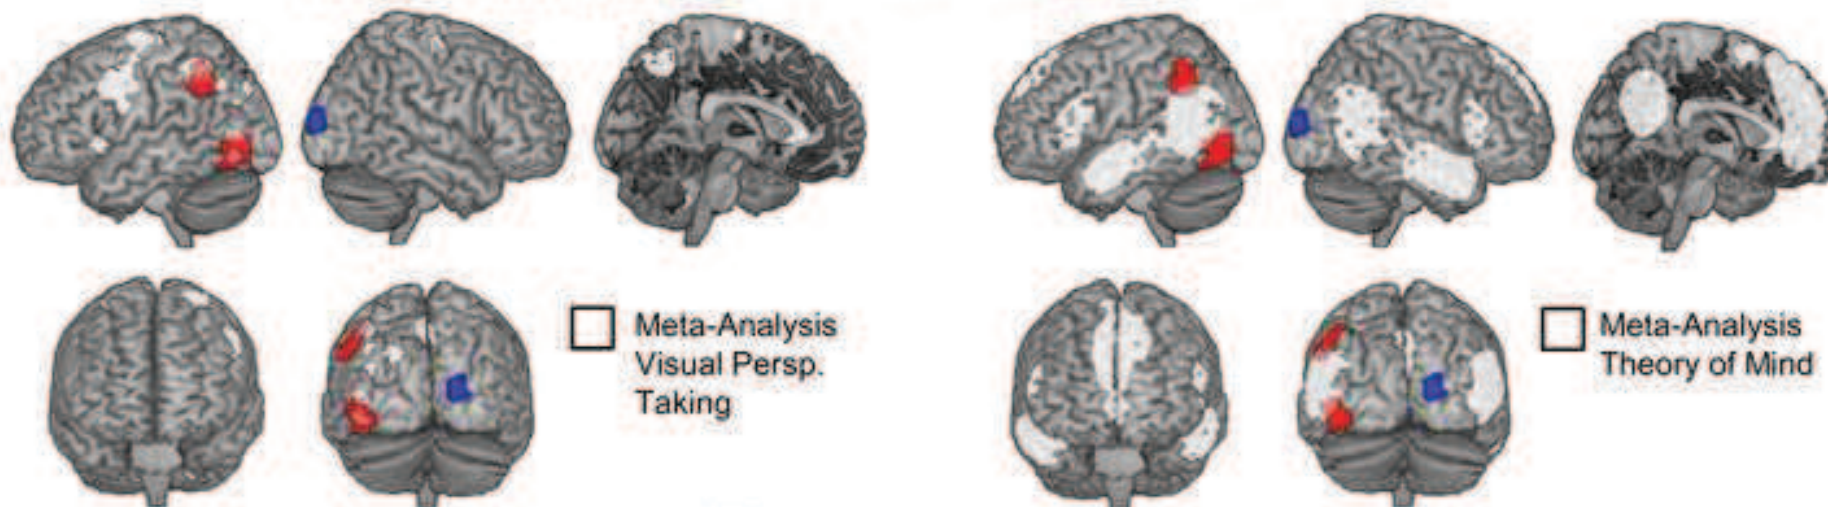 Meta-Analysis
Visual Persp.
Taking
Meta-Analysis
Theory of Mind